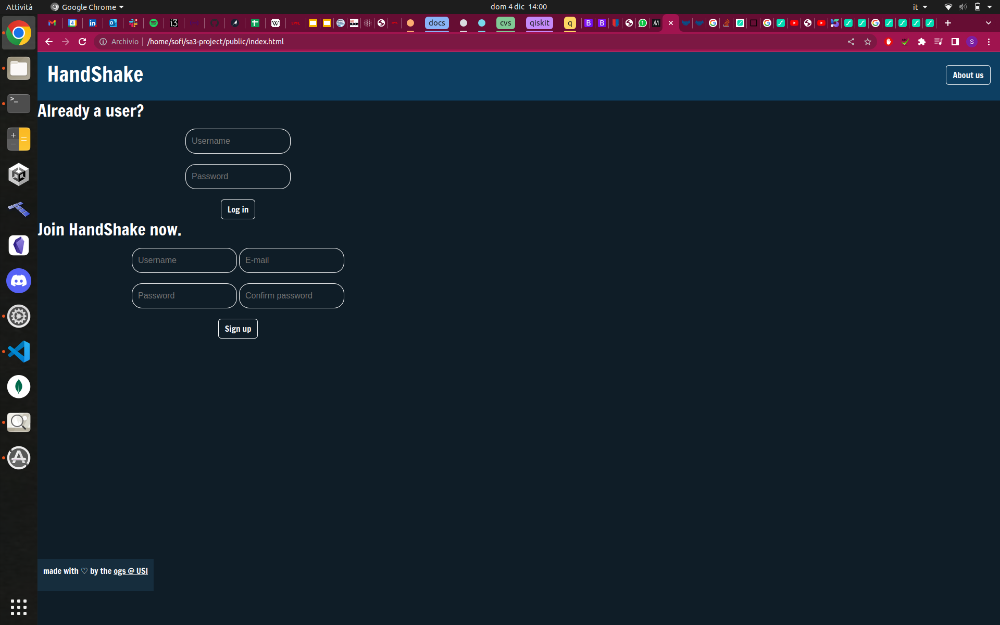 Attività Google Chrome dom 4 dic 14:00 it
docs cvs qiskit q
Archivio /home/sofi/sa3-project/public/index.html S
HandShake About us
Already a user?
Username
Password
Log in
Join HandShake now.
Username E-mail
Password Confirm password
Sign up
made with ♡ by the ogs @ USI